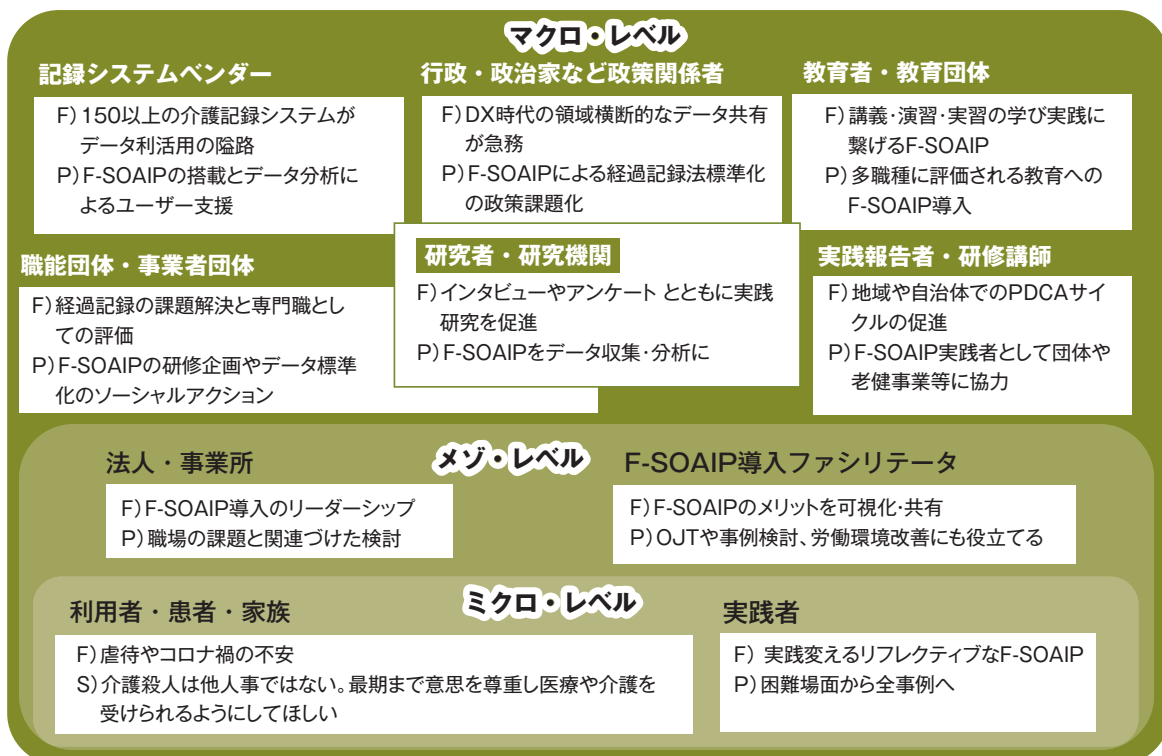 マクロ・レベル
記録システムベンダー
F）150以上の介護記録システムが
データ利活用の隘路
P）F-SOAIPの搭載とデータ分析に
よるユーザー支援
行政・政治家など政策関係者
F）DX時代の領域横断的なデータ共有
が急務
P）F-SOAIPによる経過記録法標準化
の政策課題化
教育者・教育団体
F）講義・演習・実習の学び実践に
繋げるF-SOAIP
P）多職種に評価される教育への
F-SOAIP導入
職能団体・事業者団体
F）経過記録の課題解決と専門職とし
ての評価
P）F-SOAIPの研修企画やデータ標準
化のソーシャルアクション
研究者・研究機関
F）インタビューやアンケート とともに実践
研究を促進
P）F-SOAIPをデータ収集・分析に
実践報告者・研修講師
F）地域や自治体でのPDCAサイ
クルの促進
P）F-SOAIP実践者として団体や
老健事業等に協力
メゾ・レベル
法人・事業所
F）F-SOAIP導入のリーダーシップ
P）職場の課題と関連づけた検討
F-SOAIP導入ファシリテータ
F）F-SOAIPのメリットを可視化・共有
P）OJTや事例検討、労働環境改善にも役立てる
ミクロ・レベル
利用者・患者・家族
F）虐待やコロナ禍の不安
S）介護殺人は他人事ではない。最期まで意思を尊重し医療や介護を
受けられるようにしてほしい
実践者
F） 実践変えるリフレクティブなF-SOAIP
P）困難場面から全事例へ